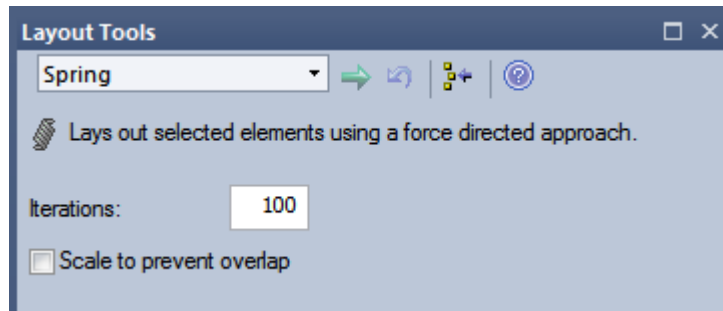 Layout Tools
Spring
Lays out selected elements using a force directed approach.
Iterations: 100
Scale to prevent overlap